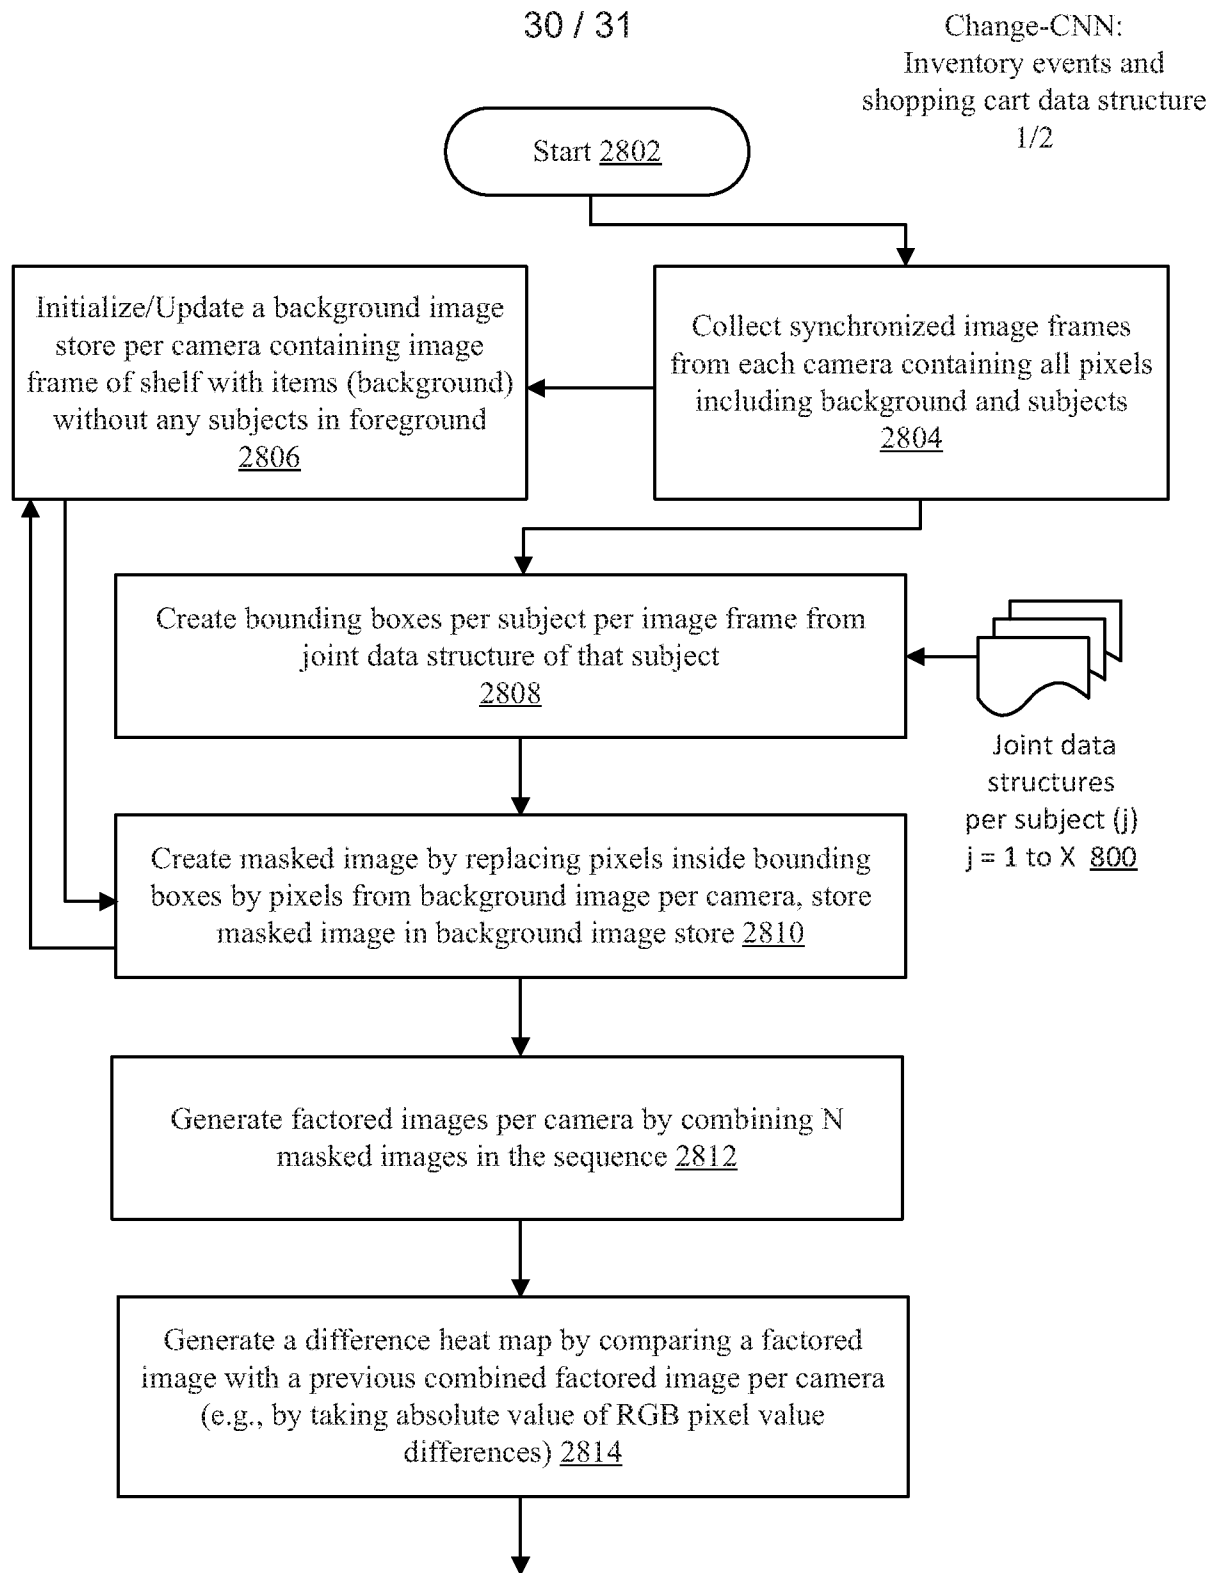 30 / 31
Change-CNN:
Inventory events and
shopping cart data structure
1/2
Start 2802
Initialize/Update a background image
store per camera containing image
frame of shelf with items (background)
without any subjects in foreground
2806
Collect synchronized image frames
from each camera containing all pixels
including background and subjects
2804
Create bounding boxes per subject per image frame from
joint data structure of that subject
2808
Joint data
structures
per subject (j)
j = 1 to X 800
Create masked image by replacing pixels inside bounding
boxes by pixels from background image per camera, store
masked image in background image store 2810
Generate factored images per camera by combining N
masked images in the sequence 2812
Generate a difference heat map by comparing a factored
image with a previous combined factored image per camera
(e.g., by taking absolute value of RGB pixel value
differences) 2814